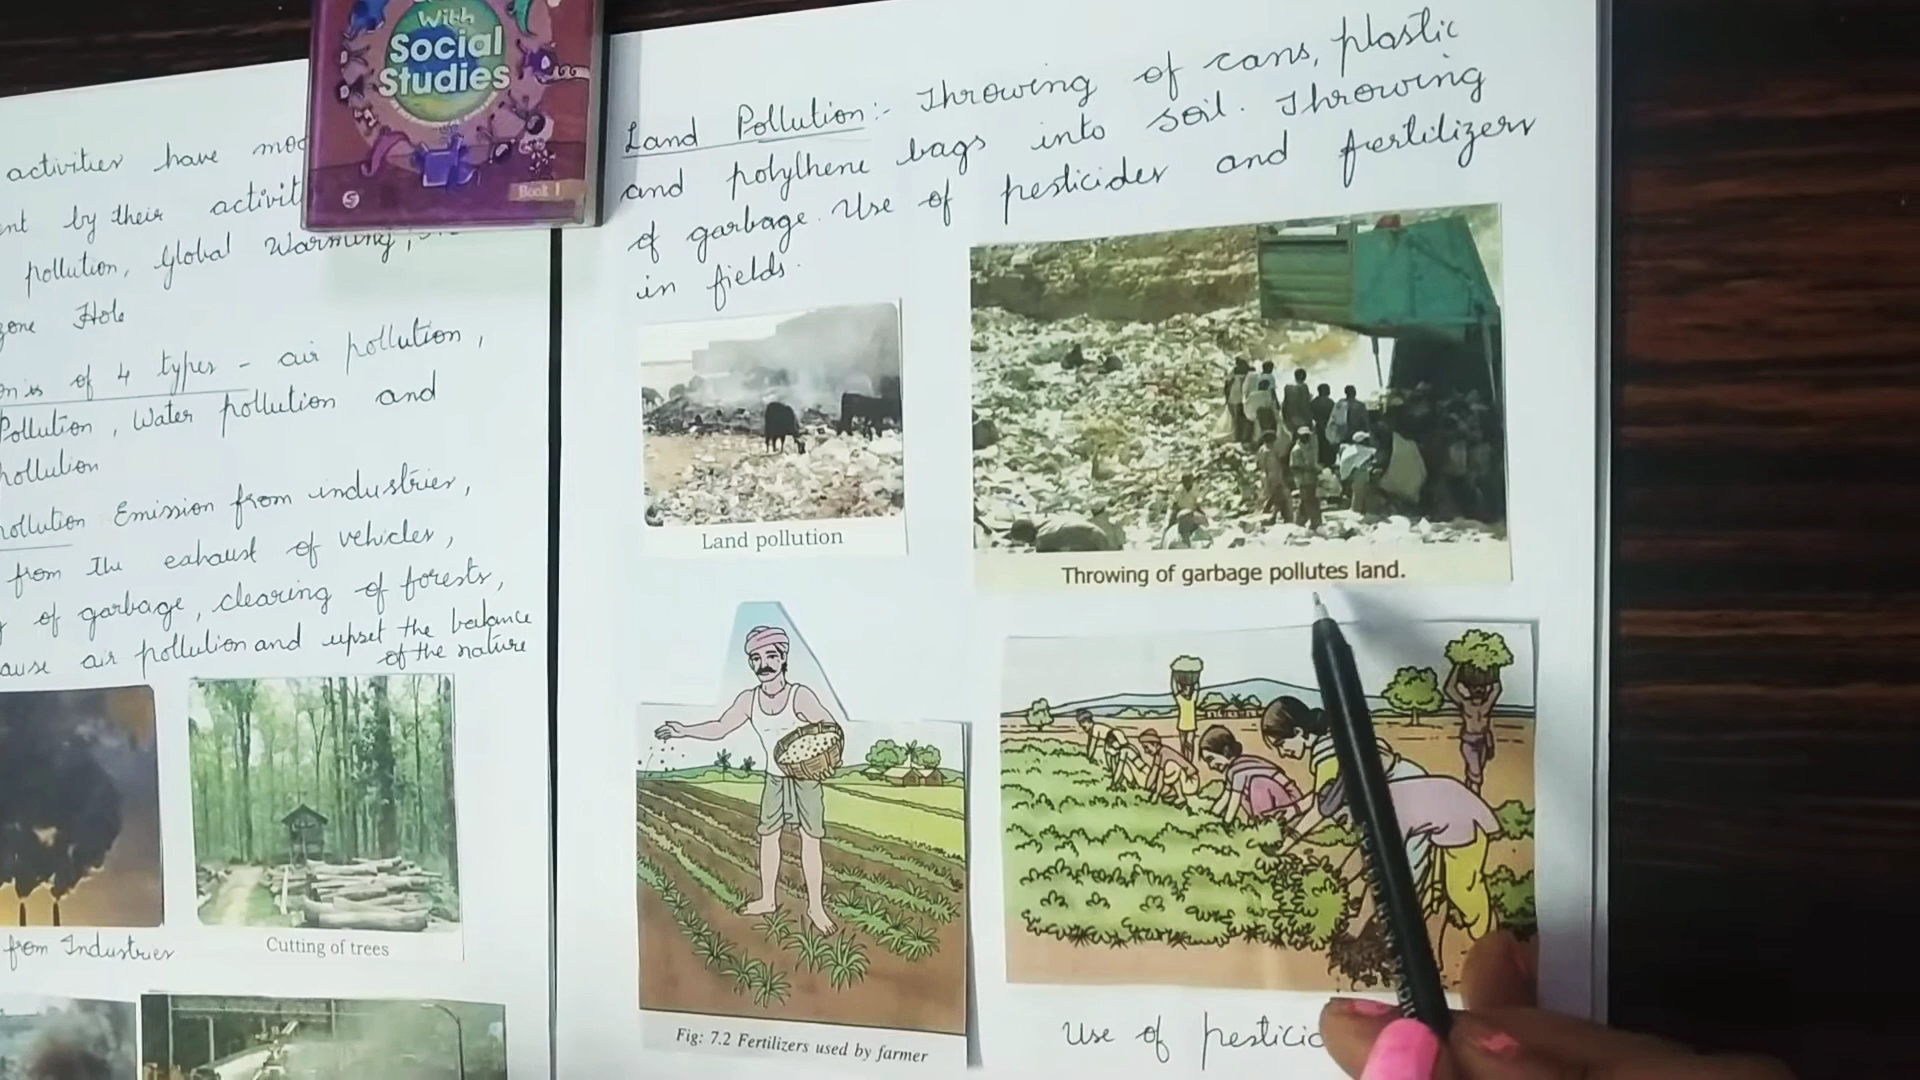 With
Social
Studies
Book 1
activities have
by their
pollution, Global Warming,
Hole
of 4 types - air pollution,
Pollution, Water pollution and
pollution
pollution Emission from industries,
from the exhaust of vehicles,
of garbage, clearing of forests,
air pollution and upset the balance
of the nature
from Industries
Cutting of trees
Land Pollution:- Throwing of cans, plastic
and polythene bags into soil. Throwing
of garbage. Use of pesticides and fertilizers
in fields.
Land pollution
Throwing of garbage pollutes land.
Fig: 7.2 Fertilizers used by farmer
Use of